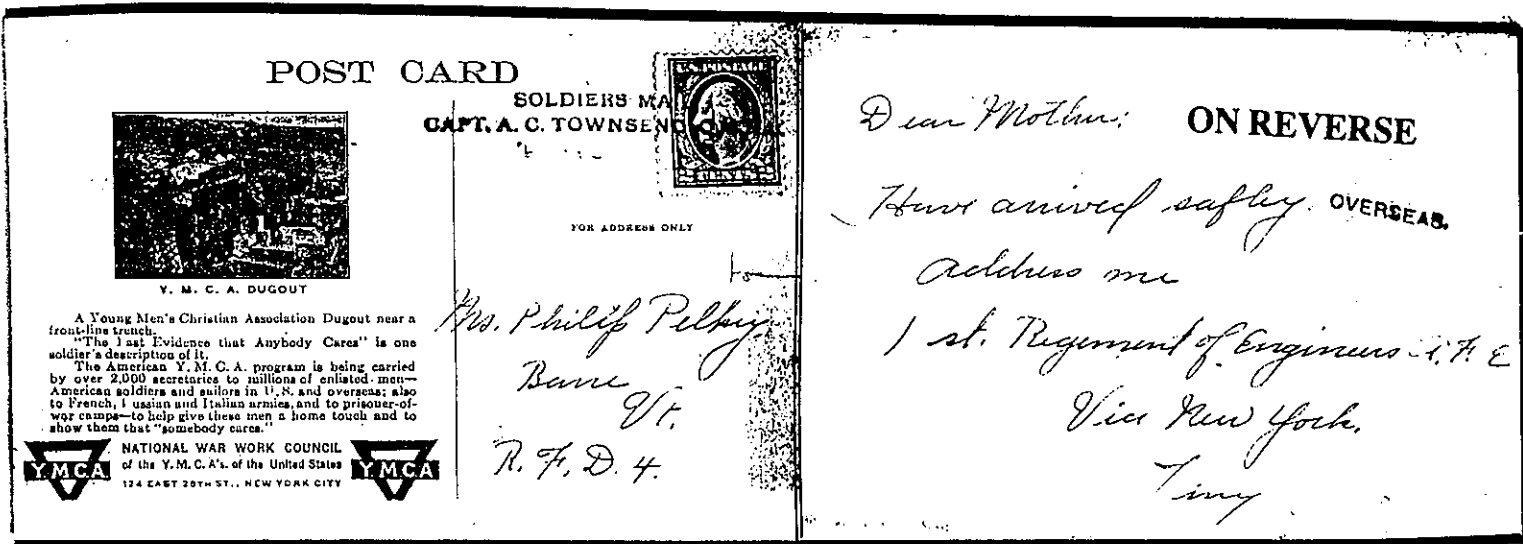 POST CARD
SOLDIERS MA
CAPT. A. C. TOWNSEND
U.S. POSTAGE
CENTS
FOR ADDRESS ONLY
Y. M. C. A. DUGOUT
A Young Men's Christian Association Dugout near a
front-line trench.
"The Last Evidence that Anybody Cares" is one
soldier's description of it.
The American Y. M. C. A. program is being carried
by over 2,000 secretaries to millions of enlisted men—
American soldiers and sailors in U. S. and overseas; also
to French, Russian and Italian armies, and to prisoner-of-
war camps—to help give these men a home touch and to
show them that "somebody cares."
YMCA
NATIONAL WAR WORK COUNCIL
of the Y. M. C. A's. of the United States
124 EAST 28TH ST., NEW YORK CITY
YMCA
to
Mrs. Philip Pelkey
Barre
Vt.
R. F. D. 4.
Dear Mother:
ON REVERSE
Have arrived safley.
OVERSEAS.
address me
1 st. Regement of Engineers
Via New York.
Tiny